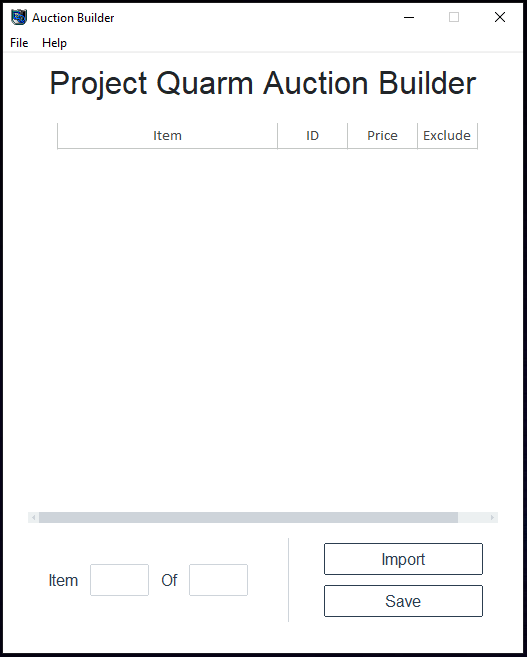 Auction Builder
File Help
Project Quarm Auction Builder
Item ID Price Exclude
Item Of
Import
Save